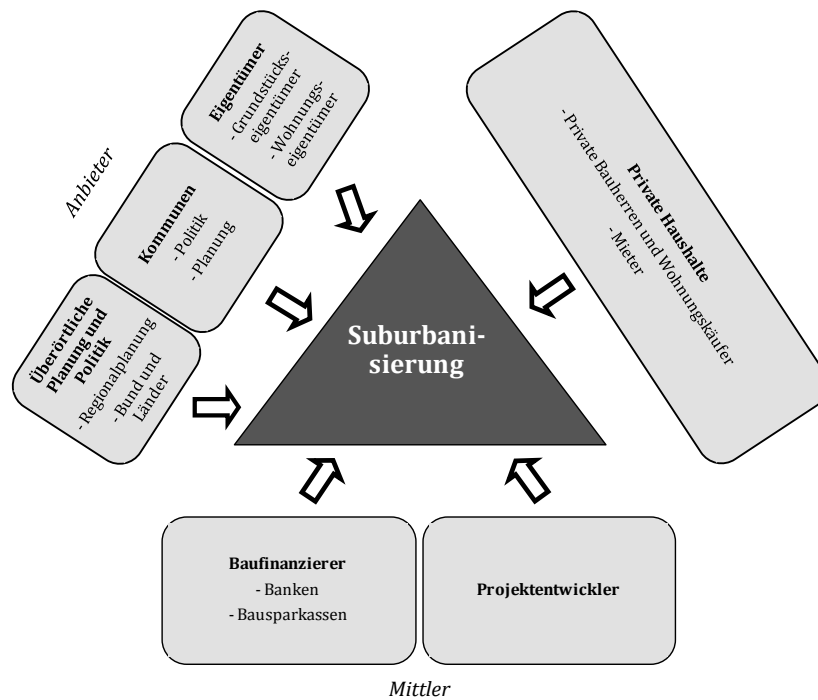 Anbieter
Eigentümer
- Grundstücks-
eigentümer
- Wohnungs-
eigentümer
Kommunen
- Politik
- Planung
Überörtliche
Planung und
Politik
- Regionalplanung
- Bund und
Länder
Private Haushalte
- Private Bauherren und Wohnungskäufer
- Mieter
Suburbani-
sierung
Baufinanzierer
- Banken
- Bausparkassen
Projektentwickler
Mittler